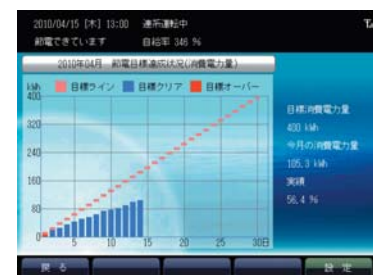 2010/04/15 [木] 13:00 連系運転中
節電できています 自給率 346 %
2010年04月 節電目標達成状況(消費電力量)
kWh 目標ライン 目標クリア 目標オーバー
400
320
240
160
80
0
5 10 15 20 25 30日
目標消費電力量
400 kWh
今月の消費電力量
105.3 kWh
実績
56.4 %
戻る 設定